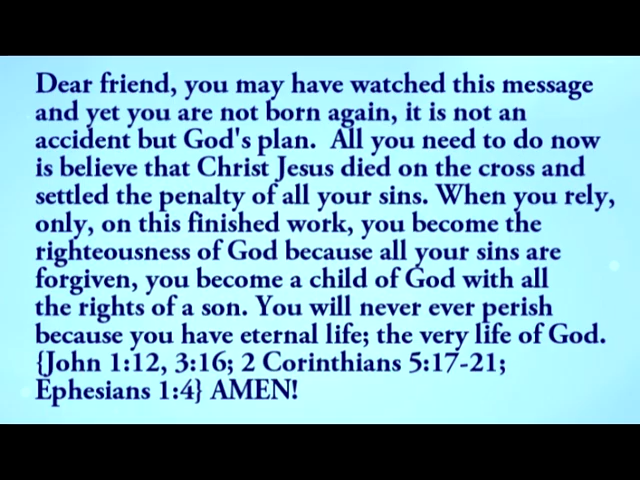 Dear friend, you may have watched this message
and yet you are not born again, it is not an
accident but God's plan.  All you need to do now
is believe that Christ Jesus died on the cross and
settled the penalty of all your sins. When you rely,
only, on this finished work, you become the
righteousness of God because all your sins are
forgiven, you become a child of God with all
the rights of a son. You will never ever perish
because you have eternal life; the very life of God.
{John 1:12, 3:16; 2 Corinthians 5:17-21;
Ephesians 1:4} AMEN!